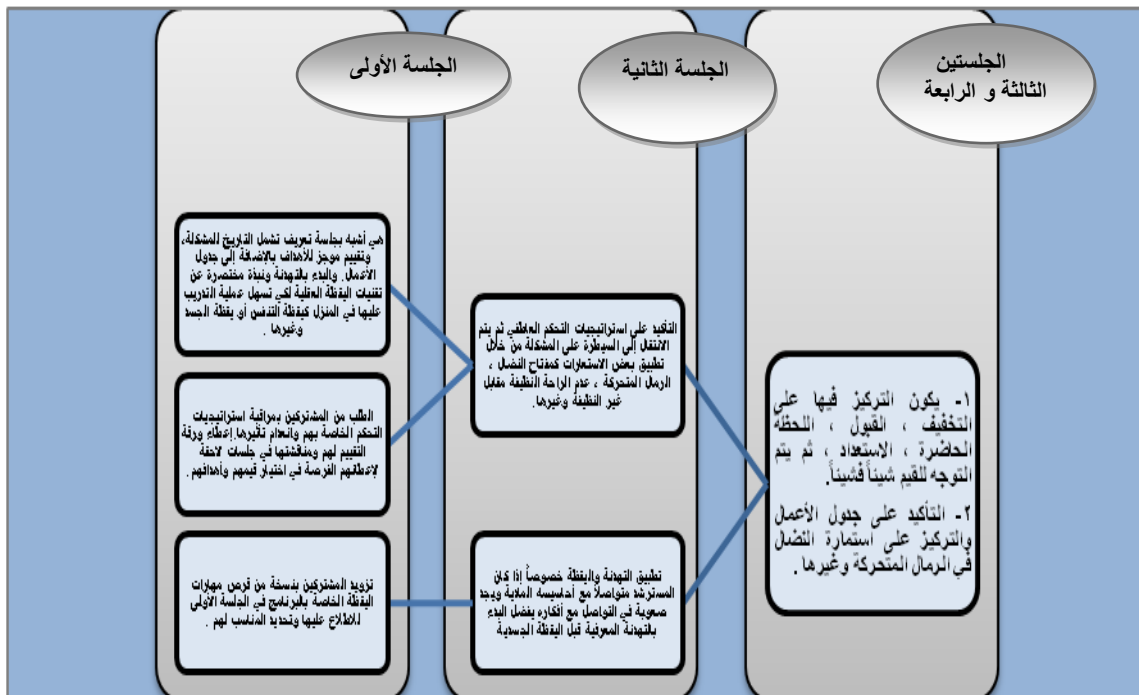 الجلسة الأولى
هي أشبه بجلسة تعريف تشمل التاريخ للمشكلة،
وتقييم موجز للأهداف بالإضافة إلى جدول
الأعمال. والبدء بالتهدئة ونبذة مختصرة عن
تقنيات اليقظة العقلية لكي تسهل عملية التدريب
عليها في المنزل كيقظة التنفس أو يقظة الجسد
وغيرها .
الطلب من المشتركين بمراقبة استراتيجيات
التحكم الخاصة بهم وانعدام تأثيرها.إعطاء ورقة
التقييم لهم ومناقشتها في جلسات لاحقة
لإعطائهم الفرصة في اختيار قيمهم وأهدافهم .
تزويد المشتركين بنسخة من قرص مهارات
اليقظة الخاصة بالبرنامج في الجلسة الأولى
للاطلاع عليها وتحديد المناسب لهم .
الجلسة الثانية
التأكيد على استراتيجيات التحكم العاطفي ثم يتم
الانتقال إلى السيطرة على المشكلة من خلال
تطبيق بعض الاستعارات كمفتاح النضال ،
الرمال المتحركة ، عدم الراحة النظيفة مقابل
غير النظيفة وغيرها.
تطبيق التهدئة واليقظة خصوصاً إذا كان
المسترشد متواصلاً مع أحاسيسه المادية ويجد
صعوبة في التواصل مع أفكاره يفضل البدء
بالتهدئة المعرفية قبل اليقظة الجسدية
الجلستين
الثالثة و الرابعة
١- يكون التركيز فيها على
التخفيف ، القبول ، اللحظة
الحاضرة ، الاستعداد ، ثم يتم
التوجه للقيم شيئاً فشيئاً.
٢- التأكيد على جدول الأعمال
والتركيز على استمارة النضال
في الرمال المتحركة وغيرها .